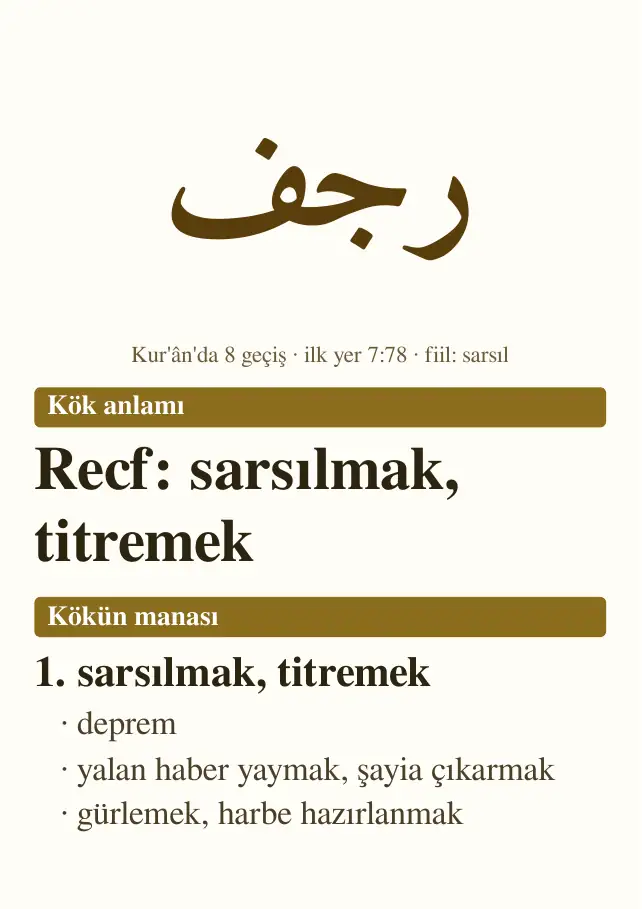 رجف
Kur'ân'da 8 geçiş · ilk yer 7:78 · fiil: sarsıl
Kök anlamı
Recf: sarsılmak,
titremek
Kökün manası
1. sarsılmak, titremek
· deprem
· yalan haber yaymak, şayia çıkarmak
· gürlemek, harbe hazırlanmak